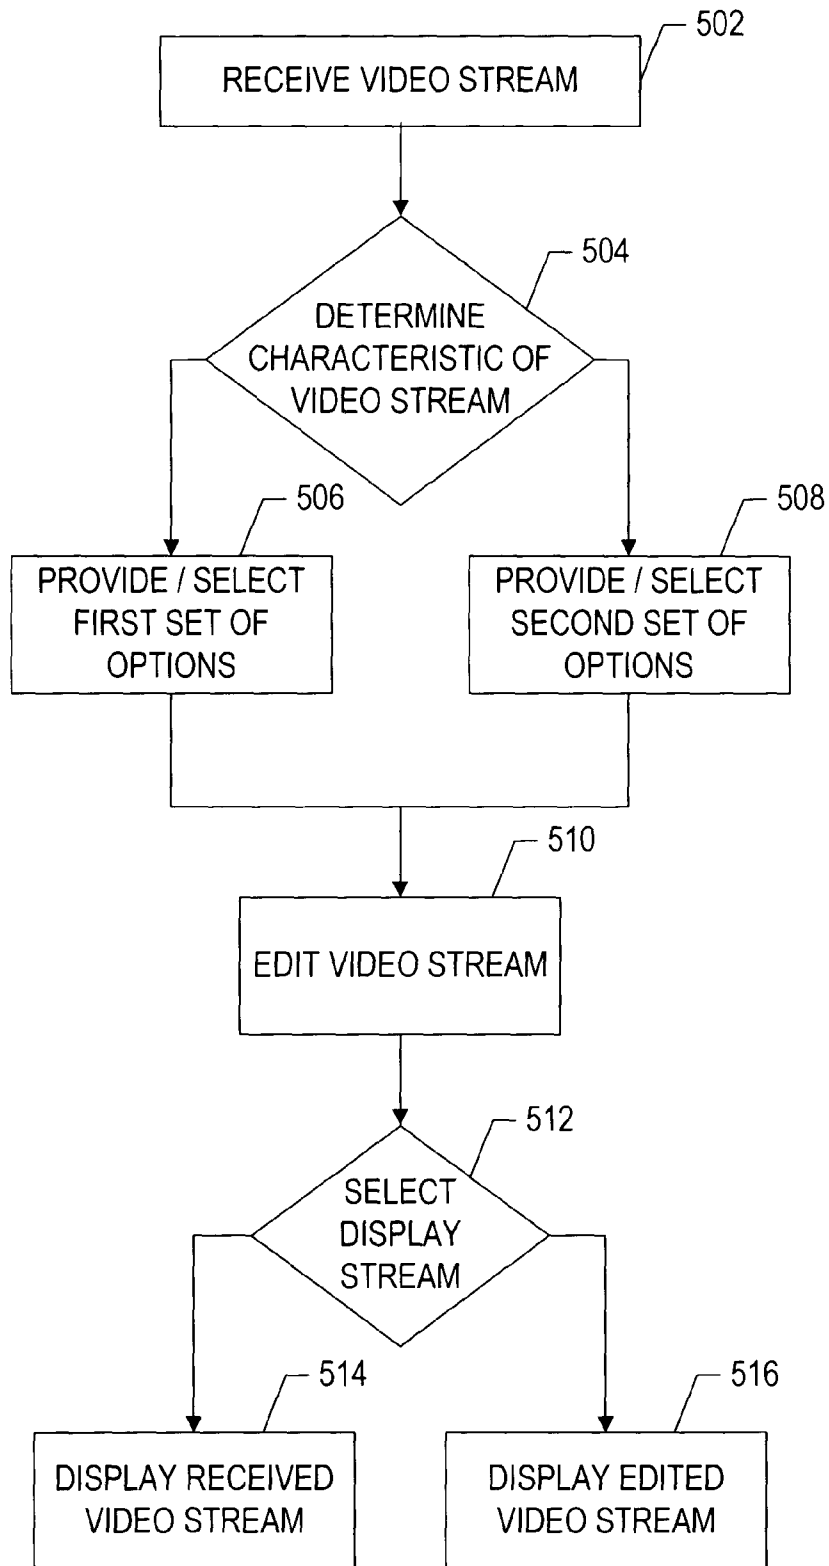 502
RECEIVE VIDEO STREAM
504
DETERMINE
CHARACTERISTIC OF
VIDEO STREAM
506
PROVIDE / SELECT
FIRST SET OF
OPTIONS
508
PROVIDE / SELECT
SECOND SET OF
OPTIONS
510
EDIT VIDEO STREAM
512
SELECT
DISPLAY
STREAM
514
DISPLAY RECEIVED
VIDEO STREAM
516
DISPLAY EDITED
VIDEO STREAM